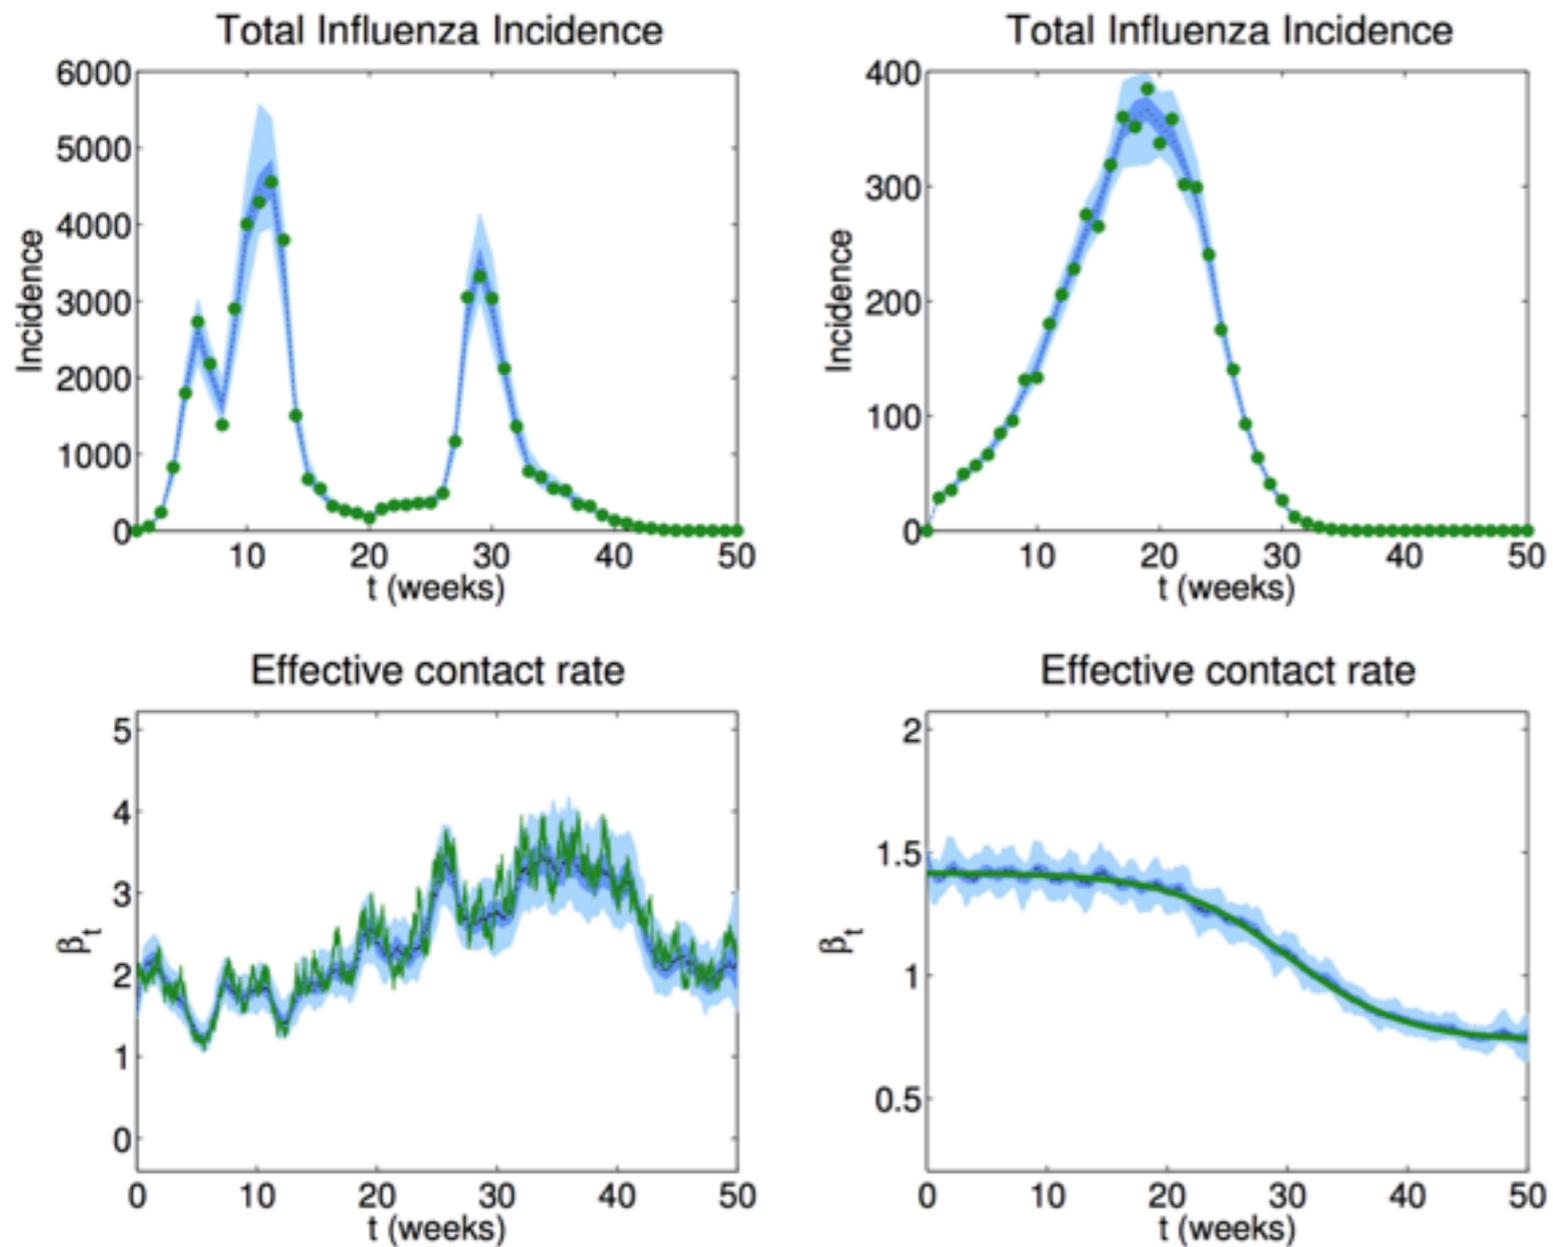 Total Influenza Incidence
6000
5000
4000
3000
2000
1000
0
Incidence
10 20 30 40 50
t (weeks)
Total Influenza Incidence
400
300
200
100
0
Incidence
10 20 30 40 50
t (weeks)
Effective contact rate
5
4
3
2
1
0
βt
0 10 20 30 40 50
t (weeks)
Effective contact rate
2
1.5
1
0.5
βt
0 10 20 30 40 50
t (weeks)